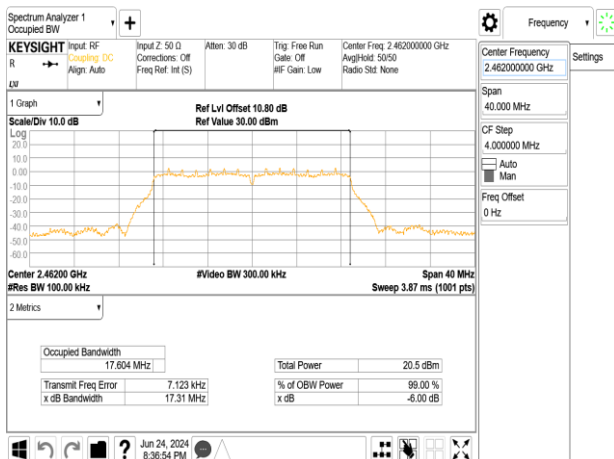 Spectrum Analyzer 1
Occupied BW
+
Frequency
KEYSIGHT
R
LXI
Input: RF
Coupling: DC
Align: Auto
Input Z: 50 Ω
Corrections: Off
Freq Ref: Int (S)
Atten: 30 dB
Trig: Free Run
Gate: Off
#IF Gain: Low
Center Freq: 2.462000000 GHz
Avg|Hold: 50/50
Radio Std: None
Center Frequency
2.462000000 GHz
Settings
Span
40.000 MHz
CF Step
4.000000 MHz
Auto
Man
Freq Offset
0 Hz
1 Graph
Scale/Div 10.0 dB
Ref Lvl Offset 10.80 dB
Ref Value 30.00 dBm
Log
20.0
10.0
0.00
-10.0
-20.0
-30.0
-40.0
-50.0
-60.0
Center 2.46200 GHz
#Video BW 300.00 kHz
Span 40 MHz
#Res BW 100.00 kHz
Sweep 3.87 ms (1001 pts)
2 Metrics
Occupied Bandwidth
17.604 MHz
Total Power 20.5 dBm
Transmit Freq Error 7.123 kHz
% of OBW Power 99.00 %
x dB Bandwidth 17.31 MHz
x dB -6.00 dB
?
Jun 24, 2024
8:36:54 PM